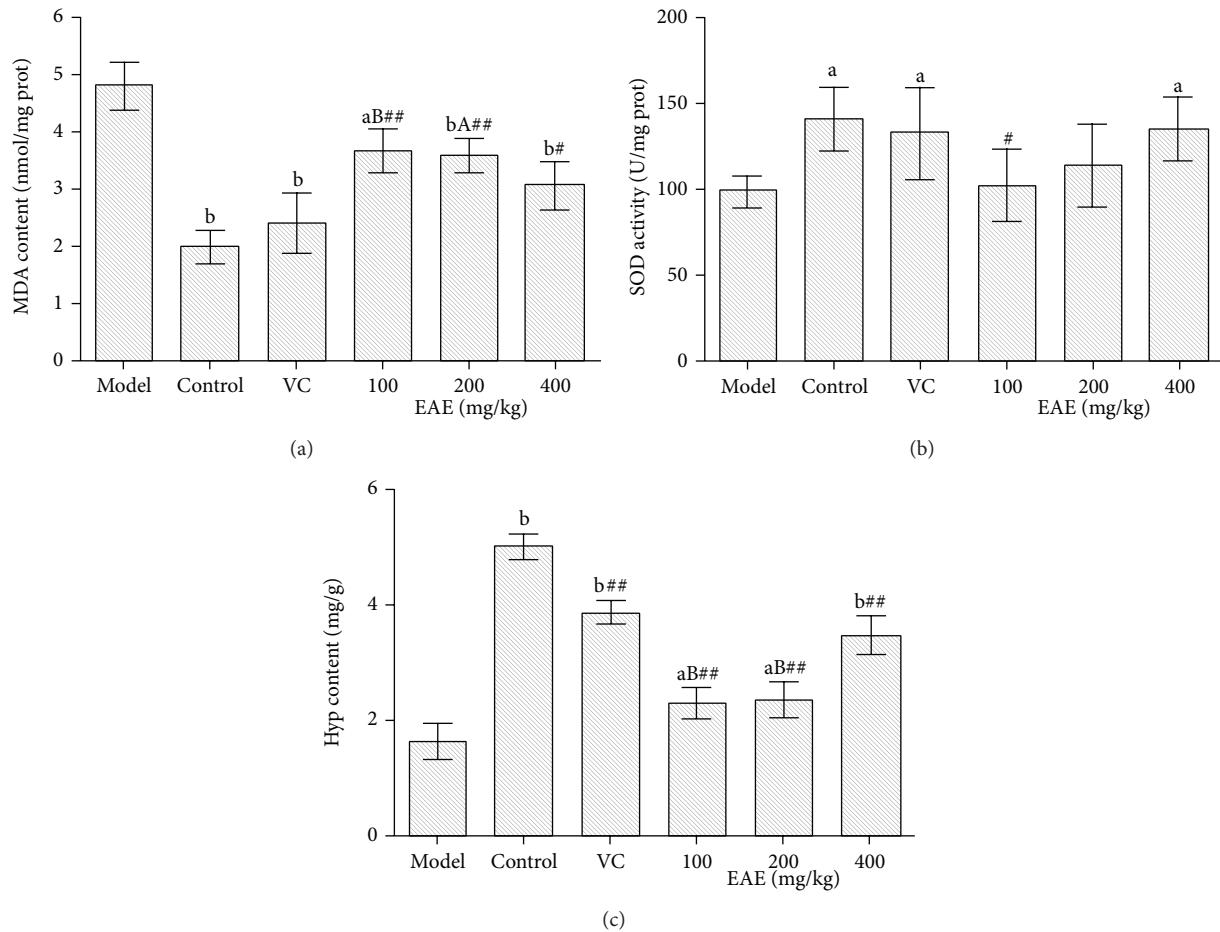 MDA content (nmol/mg prot)
6
5
4
3
2
1
0
b
b
aB##
bA##
b#
Model
Control
VC
100
200
400
EAE (mg/kg)
(a)
SOD activity (U/mg prot)
200
150
100
50
0
a
a
#
a
Model
Control
VC
100
200
400
EAE (mg/kg)
(b)
Hyp content (mg/g)
6
4
2
0
b
b##
aB##
aB##
b##
Model
Control
VC
100
200
400
EAE (mg/kg)
(c)